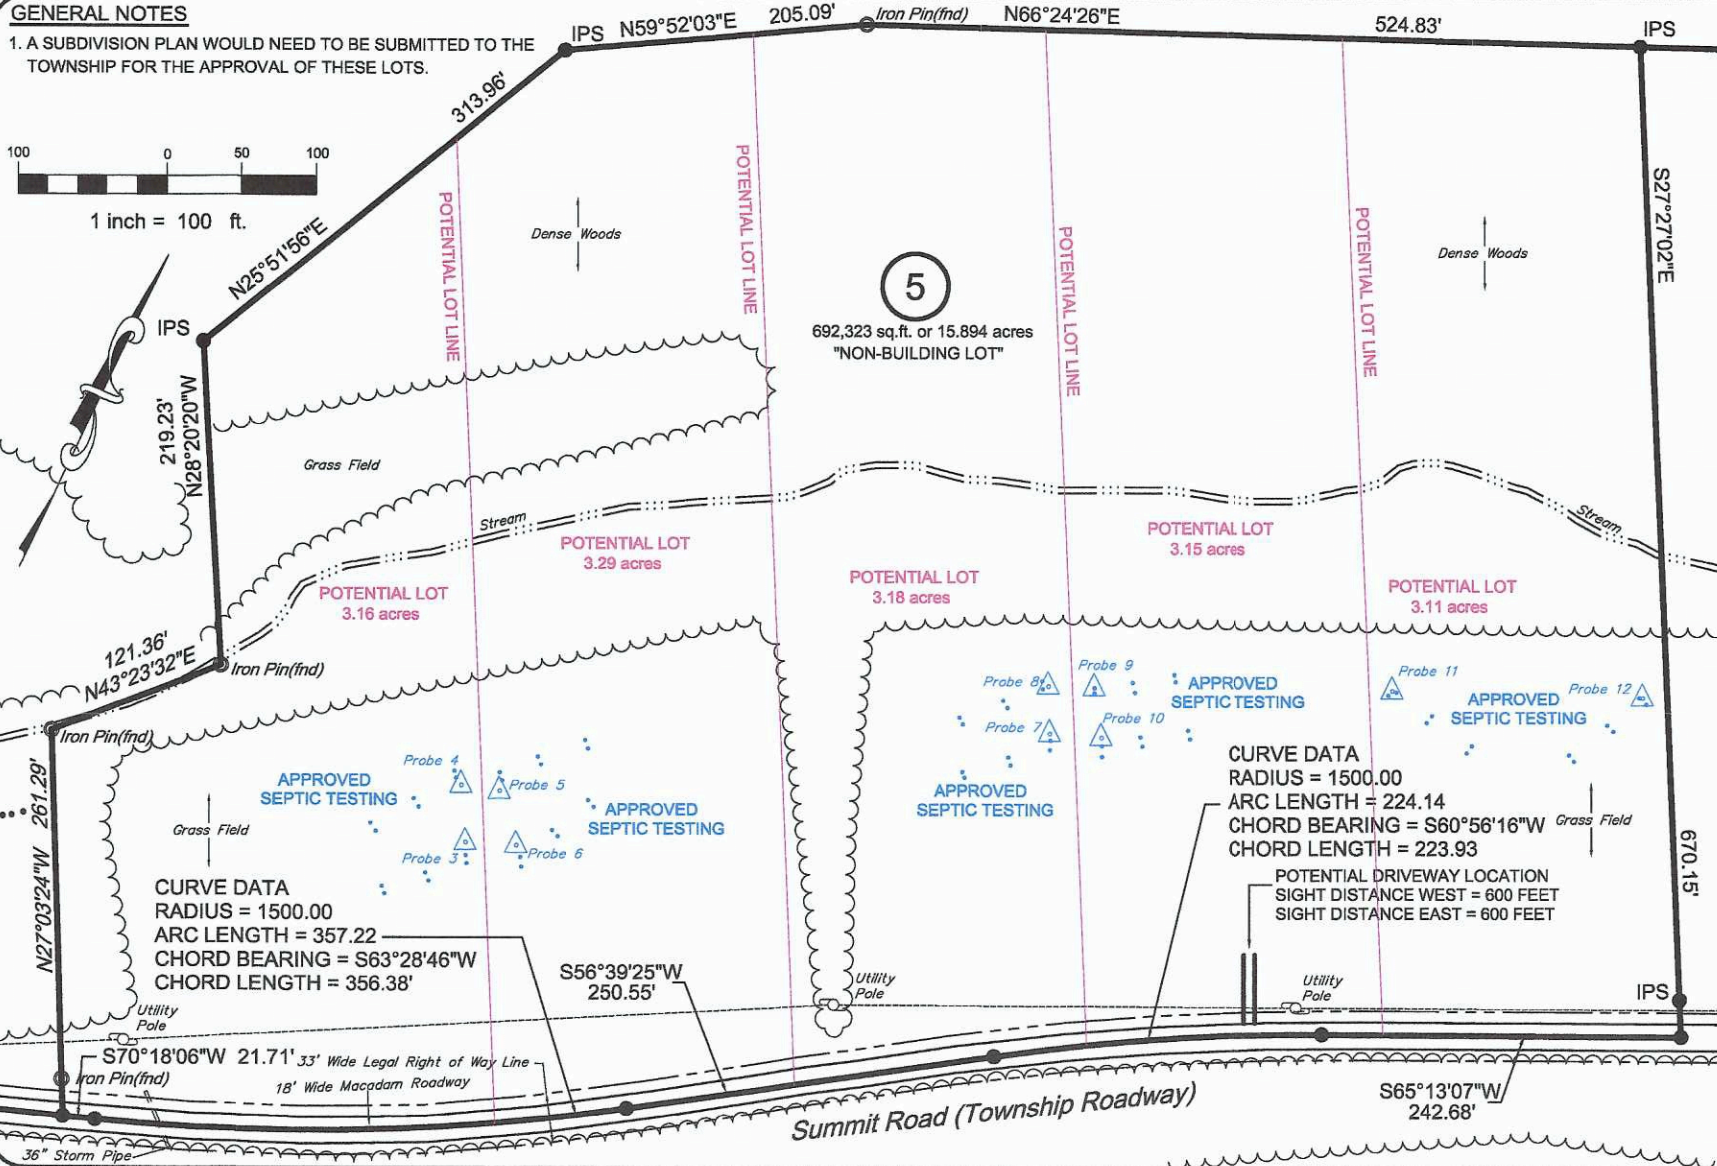 GENERAL NOTES
1. A SUBDIVISION PLAN WOULD NEED TO BE SUBMITTED TO THE
TOWNSHIP FOR THE APPROVAL OF THESE LOTS.
100 0 50 100
1 inch = 100 ft.
IPS
N59°52'03"E
205.09'
Iron Pin(fnd)
N66°24'26"E
524.83'
IPS
313.96'
N25°51'56"E
IPS
219.23'
N28°20'20"W
S27°27'02"E
670.15'
POTENTIAL LOT LINE
POTENTIAL LOT LINE
POTENTIAL LOT LINE
POTENTIAL LOT LINE
Dense Woods
Dense Woods
5
692,323 sq.ft. or 15.894 acres
"NON-BUILDING LOT"
Grass Field
Stream
Stream
POTENTIAL LOT
3.16 acres
POTENTIAL LOT
3.29 acres
POTENTIAL LOT
3.18 acres
POTENTIAL LOT
3.15 acres
POTENTIAL LOT
3.11 acres
121.36'
N43°23'32"E
Iron Pin(fnd)
Iron Pin(fnd)
N27°03'24"W 261.29'
Probe 8
Probe 9
Probe 7
Probe 10
Probe 11
Probe 12
APPROVED
SEPTIC TESTING
APPROVED
SEPTIC TESTING
Probe 4
Probe 5
Probe 3
Probe 6
APPROVED
SEPTIC TESTING
APPROVED
SEPTIC TESTING
APPROVED
SEPTIC TESTING
Grass Field
Grass Field
CURVE DATA
RADIUS = 1500.00
ARC LENGTH = 224.14
CHORD BEARING = S60°56'16"W
CHORD LENGTH = 223.93
POTENTIAL DRIVEWAY LOCATION
SIGHT DISTANCE WEST = 600 FEET
SIGHT DISTANCE EAST = 600 FEET
CURVE DATA
RADIUS = 1500.00
ARC LENGTH = 357.22
CHORD BEARING = S63°28'46"W
CHORD LENGTH = 356.38'
S56°39'25"W
250.55'
Utility
Pole
Utility
Pole
Utility
Pole
IPS
S70°18'06"W 21.71'
33' Wide Legal Right of Way Line
Iron Pin(fnd)
18' Wide Macadam Roadway
S65°13'07"W
242.68'
Summit Road (Township Roadway)
36" Storm Pipe